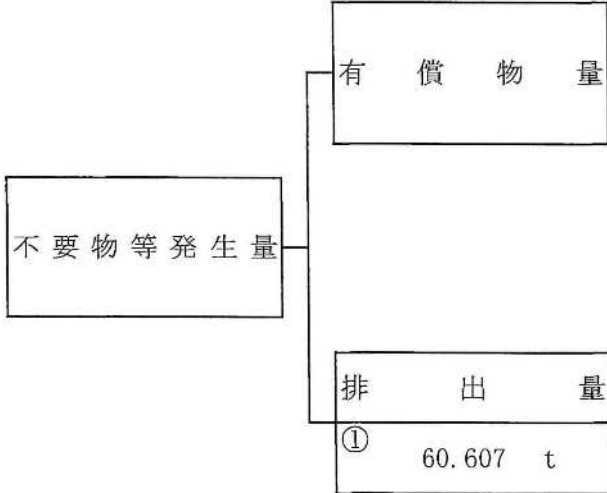 有償物量
不要物等発生量
排出量
①
60.607 t